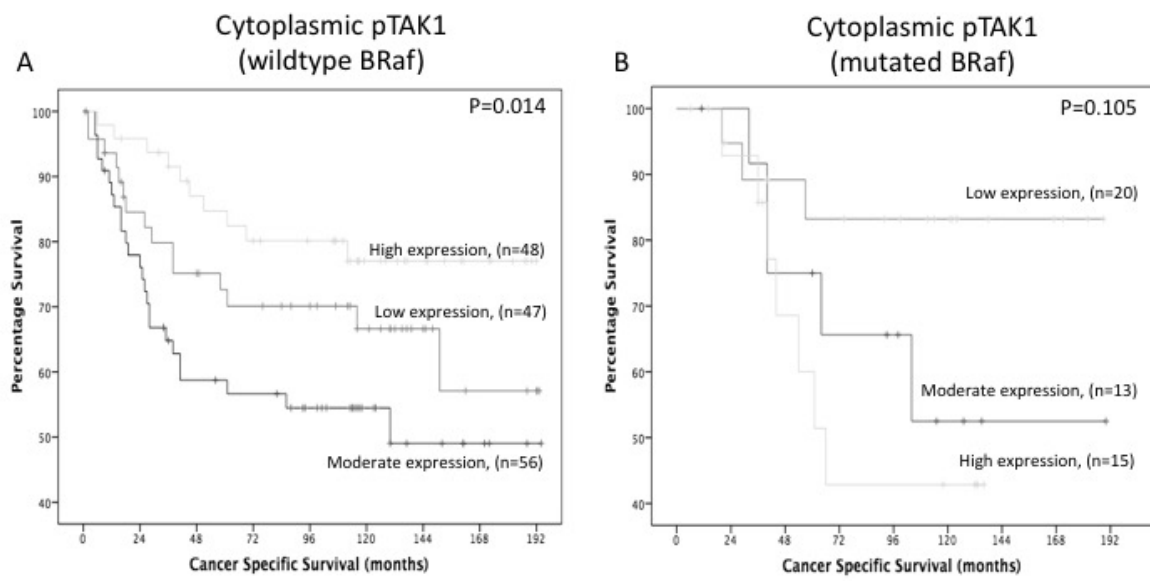 Cytoplasmic pTAK1
(wildtype BRaf)
A
P=0.014
100
90
80
70
60
50
40
Percentage Survival
High expression, (n=48)
Low expression, (n=47)
Moderate expression, (n=56)
0 24 48 72 96 120 144 168 192
Cancer Specific Survival (months)
Cytoplasmic pTAK1
(mutated BRaf)
B
P=0.105
100
90
80
70
60
50
40
Percentage Survival
Low expression, (n=20)
Moderate expression, (n=13)
High expression, (n=15)
0 24 48 72 96 120 144 168 192
Cancer Specific Survival (months)